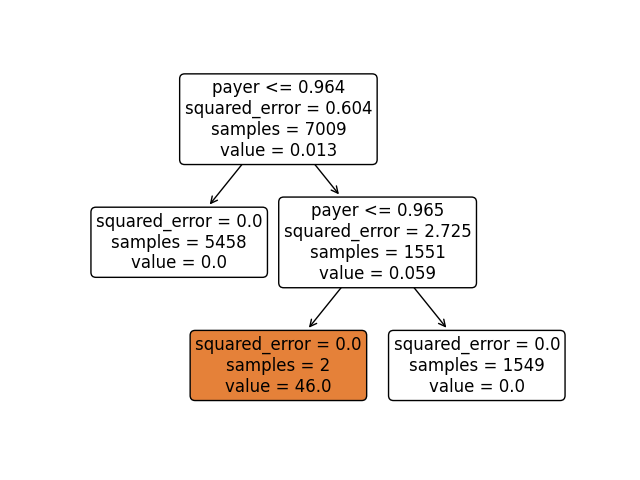 payer <= 0.964
squared_error = 0.604
samples = 7009
value = 0.013
squared_error = 0.0
samples = 5458
value = 0.0
payer <= 0.965
squared_error = 2.725
samples = 1551
value = 0.059
squared_error = 0.0
samples = 2
value = 46.0
squared_error = 0.0
samples = 1549
value = 0.0